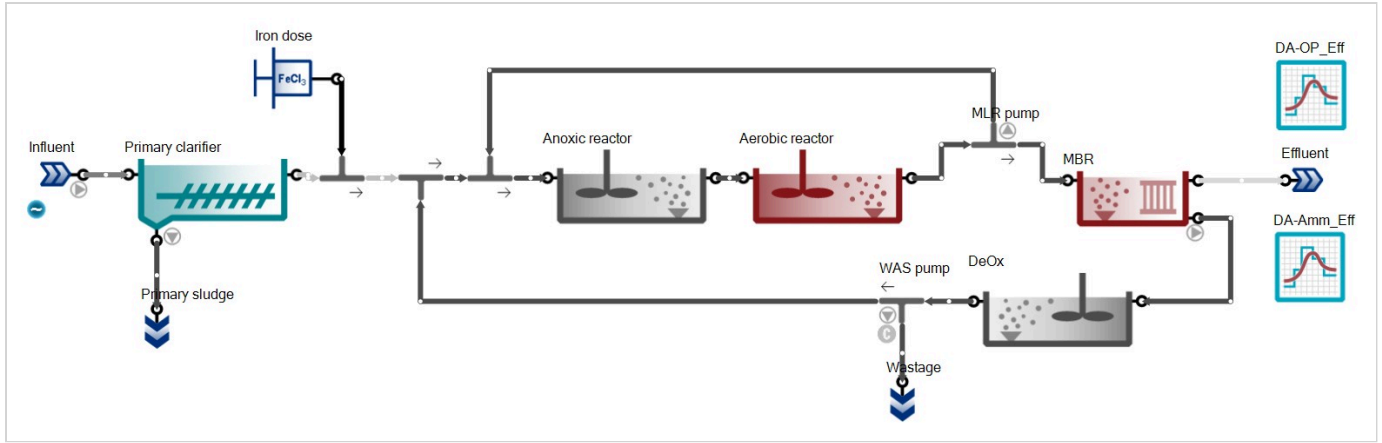 Iron dose
FeCl₃
DA-OP_Eff
MLR pump
Influent
Primary clarifier
Anoxic reactor
Aerobic reactor
MBR
Effluent
~
DA-Amm_Eff
WAS pump
DeOx
Primary sludge
C
Wastage